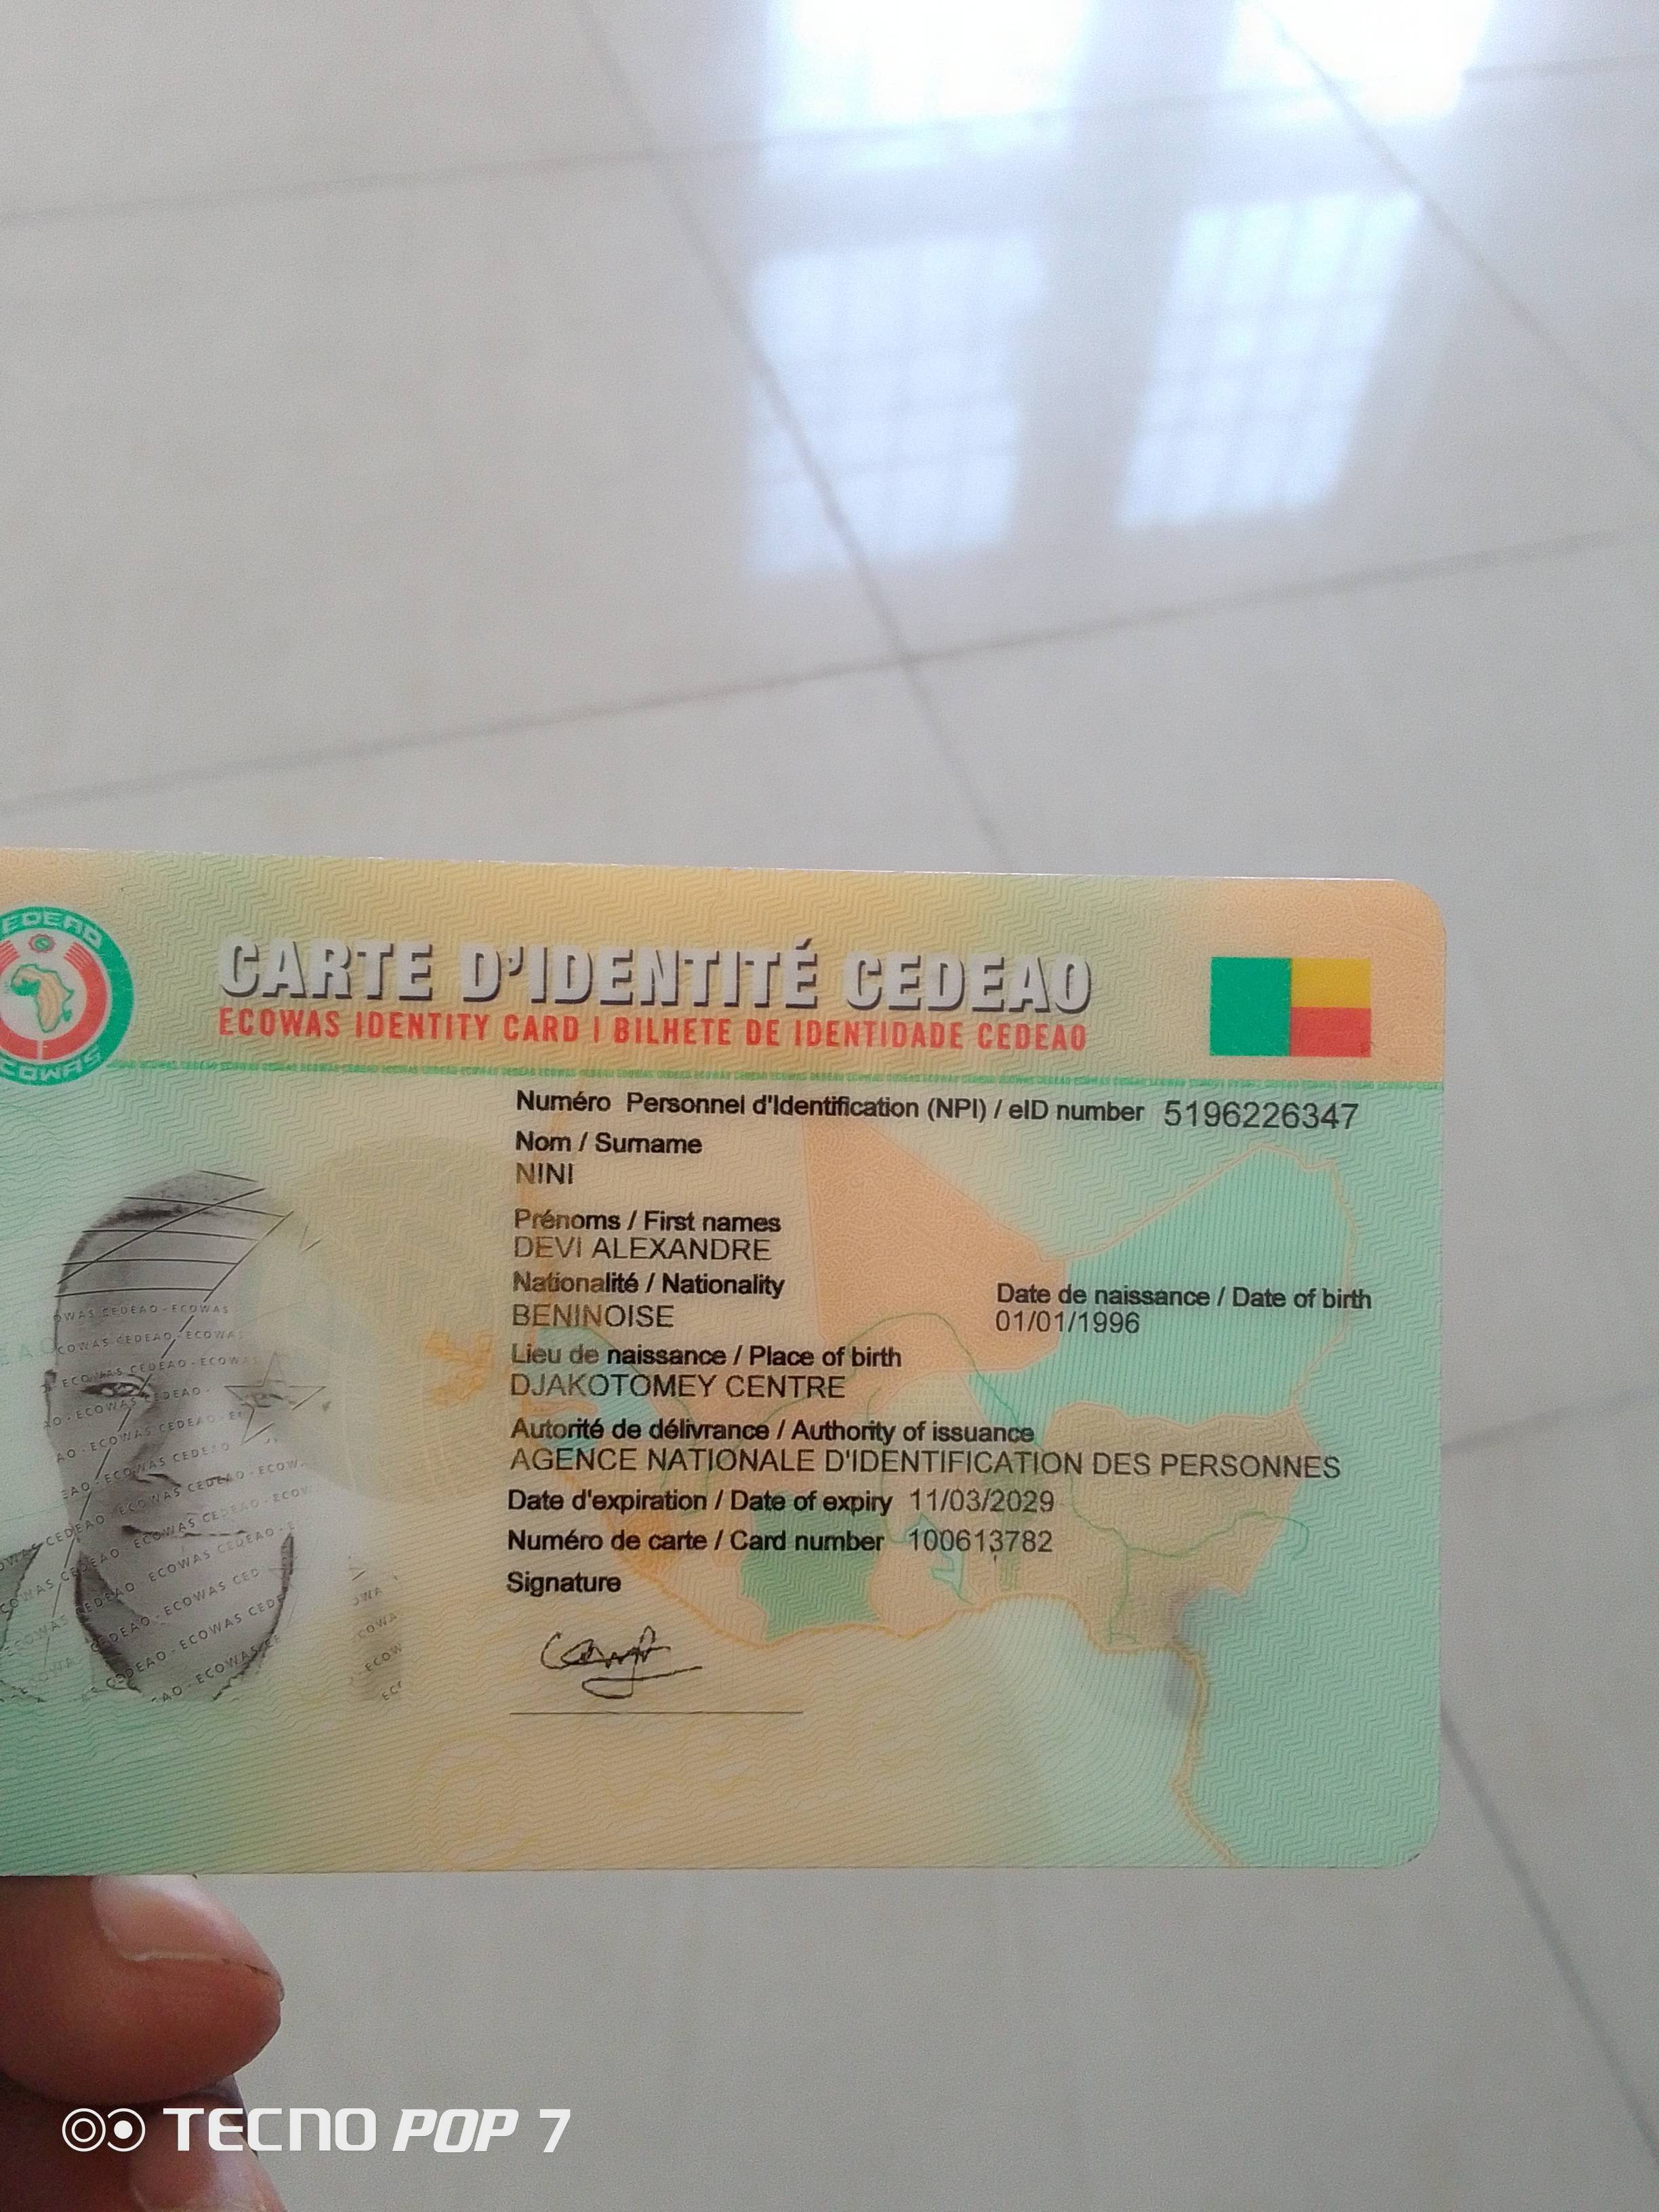 CEDEAO
ECOWAS
CARTE D'IDENTITÉ CEDEAO
ECOWAS IDENTITY CARD | BILHETE DE IDENTIDADE CEDEAO
Numéro Personnel d'Identification (NPI) / eID number 5196226347
Nom / Surname
NINI
Prénoms / First names
DEVI ALEXANDRE
Nationalité / Nationality
BENINOISE
Date de naissance / Date of birth
01/01/1996
Lieu de naissance / Place of birth
DJAKOTOMEY CENTRE
Autorité de délivrance / Authority of issuance
AGENCE NATIONALE D'IDENTIFICATION DES PERSONNES
Date d'expiration / Date of expiry 11/03/2029
Numéro de carte / Card number 100613782
Signature
TECNO POP 7